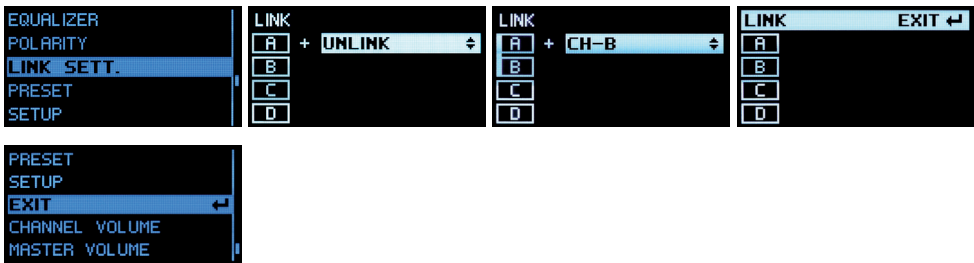 EQUALIZER
POLARITY
LINK SETT.
PRESET
SETUP
LINK
A + UNLINK
B
C
D
LINK
A + CH-B
B
C
D
LINK EXIT ↵
A
B
C
D
PRESET
SETUP
EXIT ↵
CHANNEL VOLUME
MASTER VOLUME